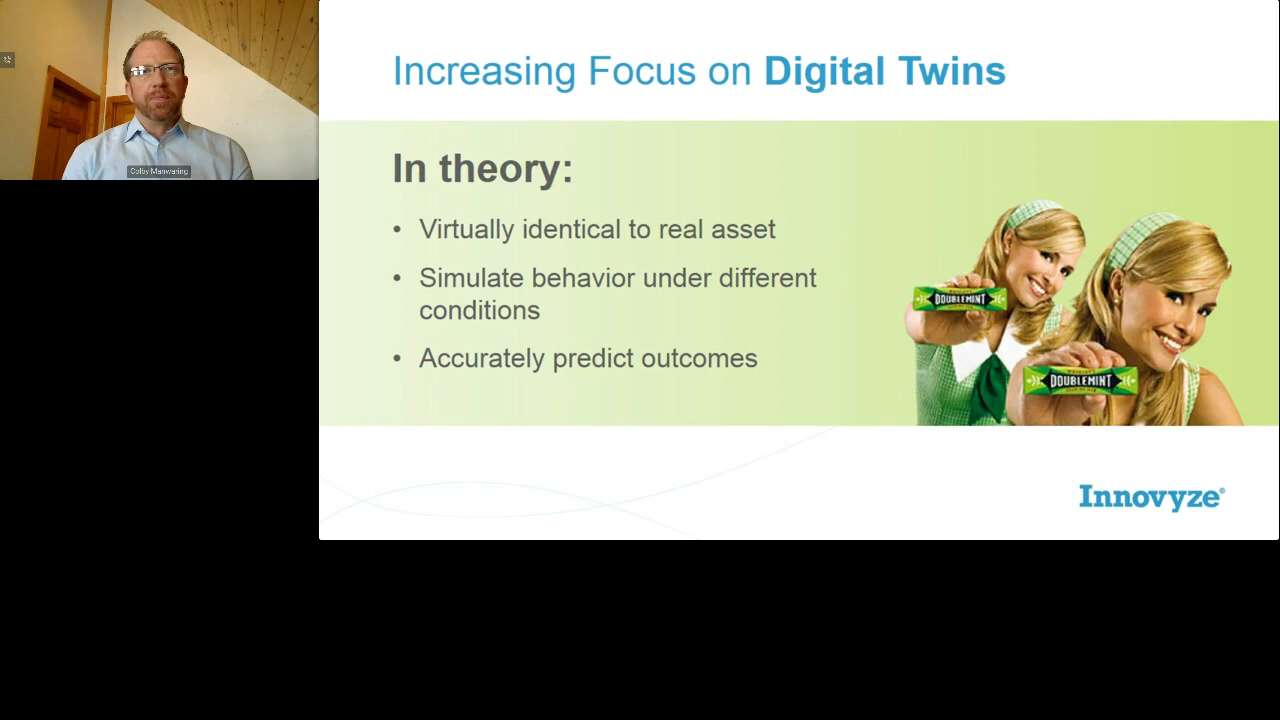 Colby Manwaring
Increasing Focus on Digital Twins
In theory:
• Virtually identical to real asset
• Simulate behavior under different
conditions
• Accurately predict outcomes
DOUBLEMINT
DOUBLEMINT
Innovyze®